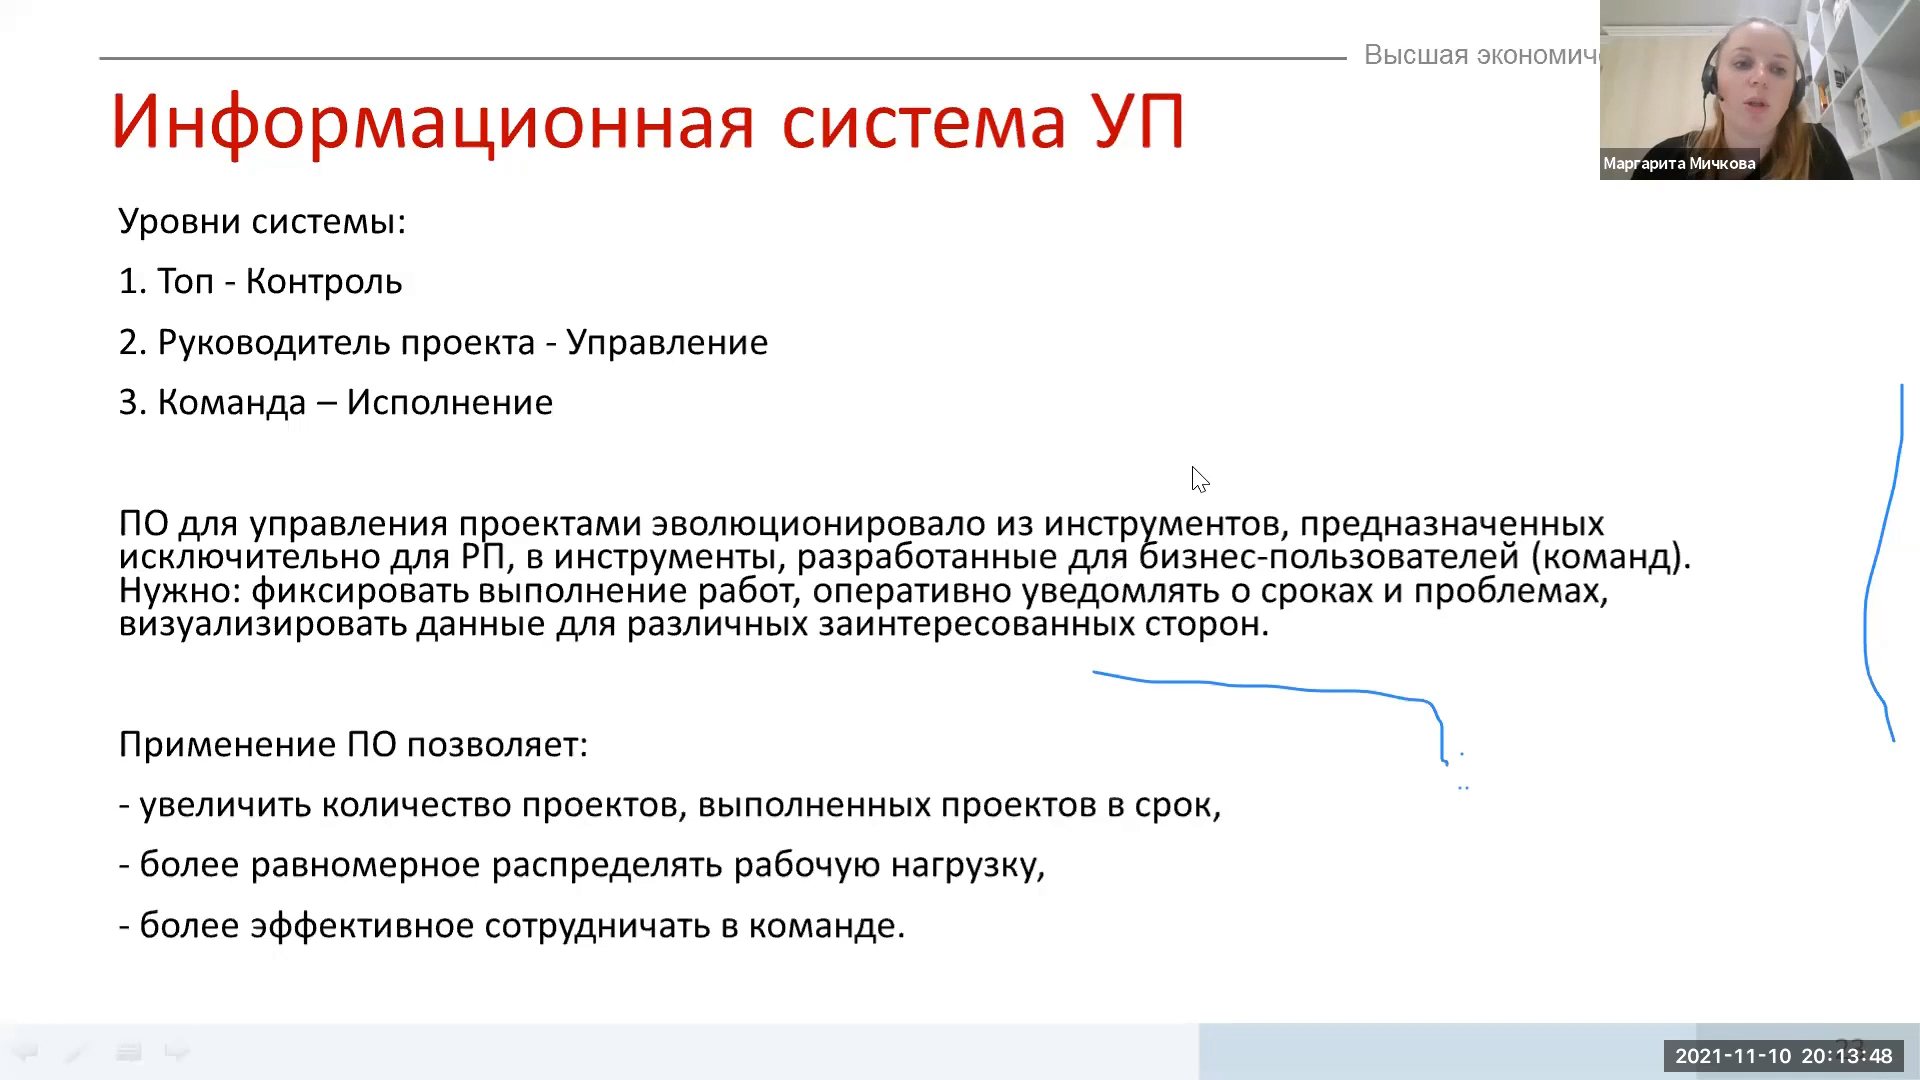 Высшая экономич
Информационная система УП
Маргарита Мичкова
Уровни системы:
1. Топ - Контроль
2. Руководитель проекта - Управление
3. Команда – Исполнение
ПО для управления проектами эволюционировало из инструментов, предназначенных
исключительно для РП, в инструменты, разработанные для бизнес-пользователей (команд).
Нужно: фиксировать выполнение работ, оперативно уведомлять о сроках и проблемах,
визуализировать данные для различных заинтересованных сторон.
Применение ПО позволяет:
- увеличить количество проектов, выполненных проектов в срок,
- более равномерное распределять рабочую нагрузку,
- более эффективное сотрудничать в команде.
2021-11-10 20:13:48